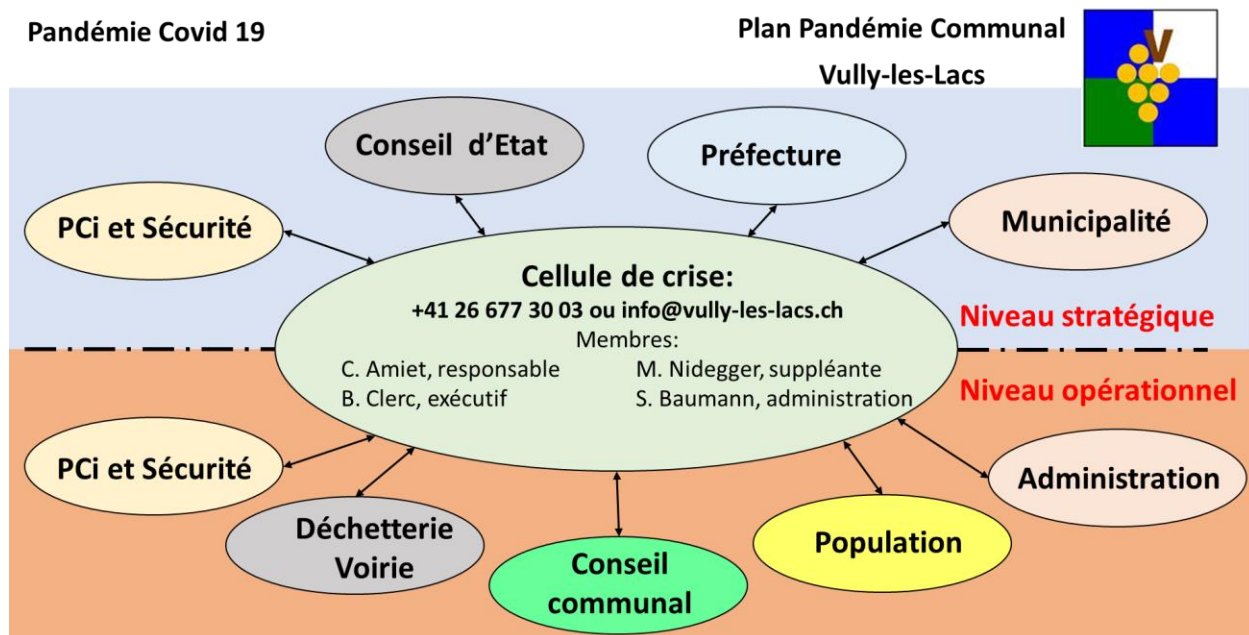 Pandémie Covid 19
Plan Pandémie Communal
Vully-les-Lacs
V
Conseil d'Etat
Préfecture
PCi et Sécurité
Municipalité
Cellule de crise:
+41 26 677 30 03 ou info@vully-les-lacs.ch
Membres:
C. Amiet, responsable
M. Nidegger, suppléante
B. Clerc, exécutif
S. Baumann, administration
Niveau stratégique
Niveau opérationnel
PCi et Sécurité
Administration
Déchetterie
Voirie
Population
Conseil
communal